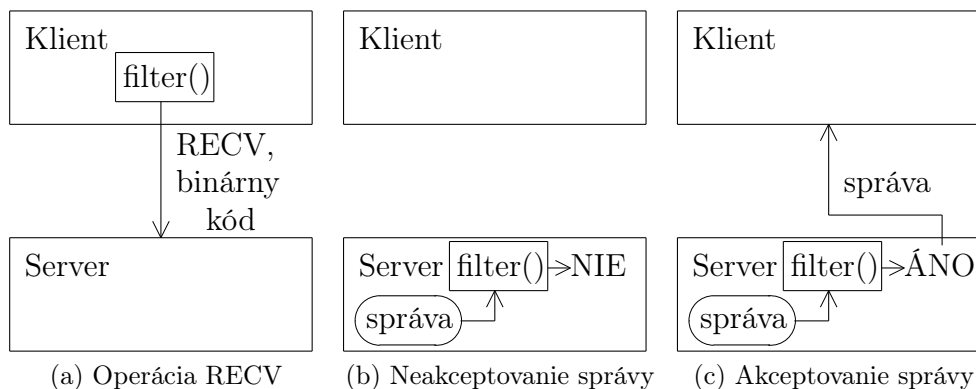 Klient
filter()
RECV,
binárny
kód
Server
(a) Operácia RECV
Klient
Server filter() NIE
správa
(b) Neakceptovanie správy
Klient
správa
Server filter() ÁNO
správa
(c) Akceptovanie správy